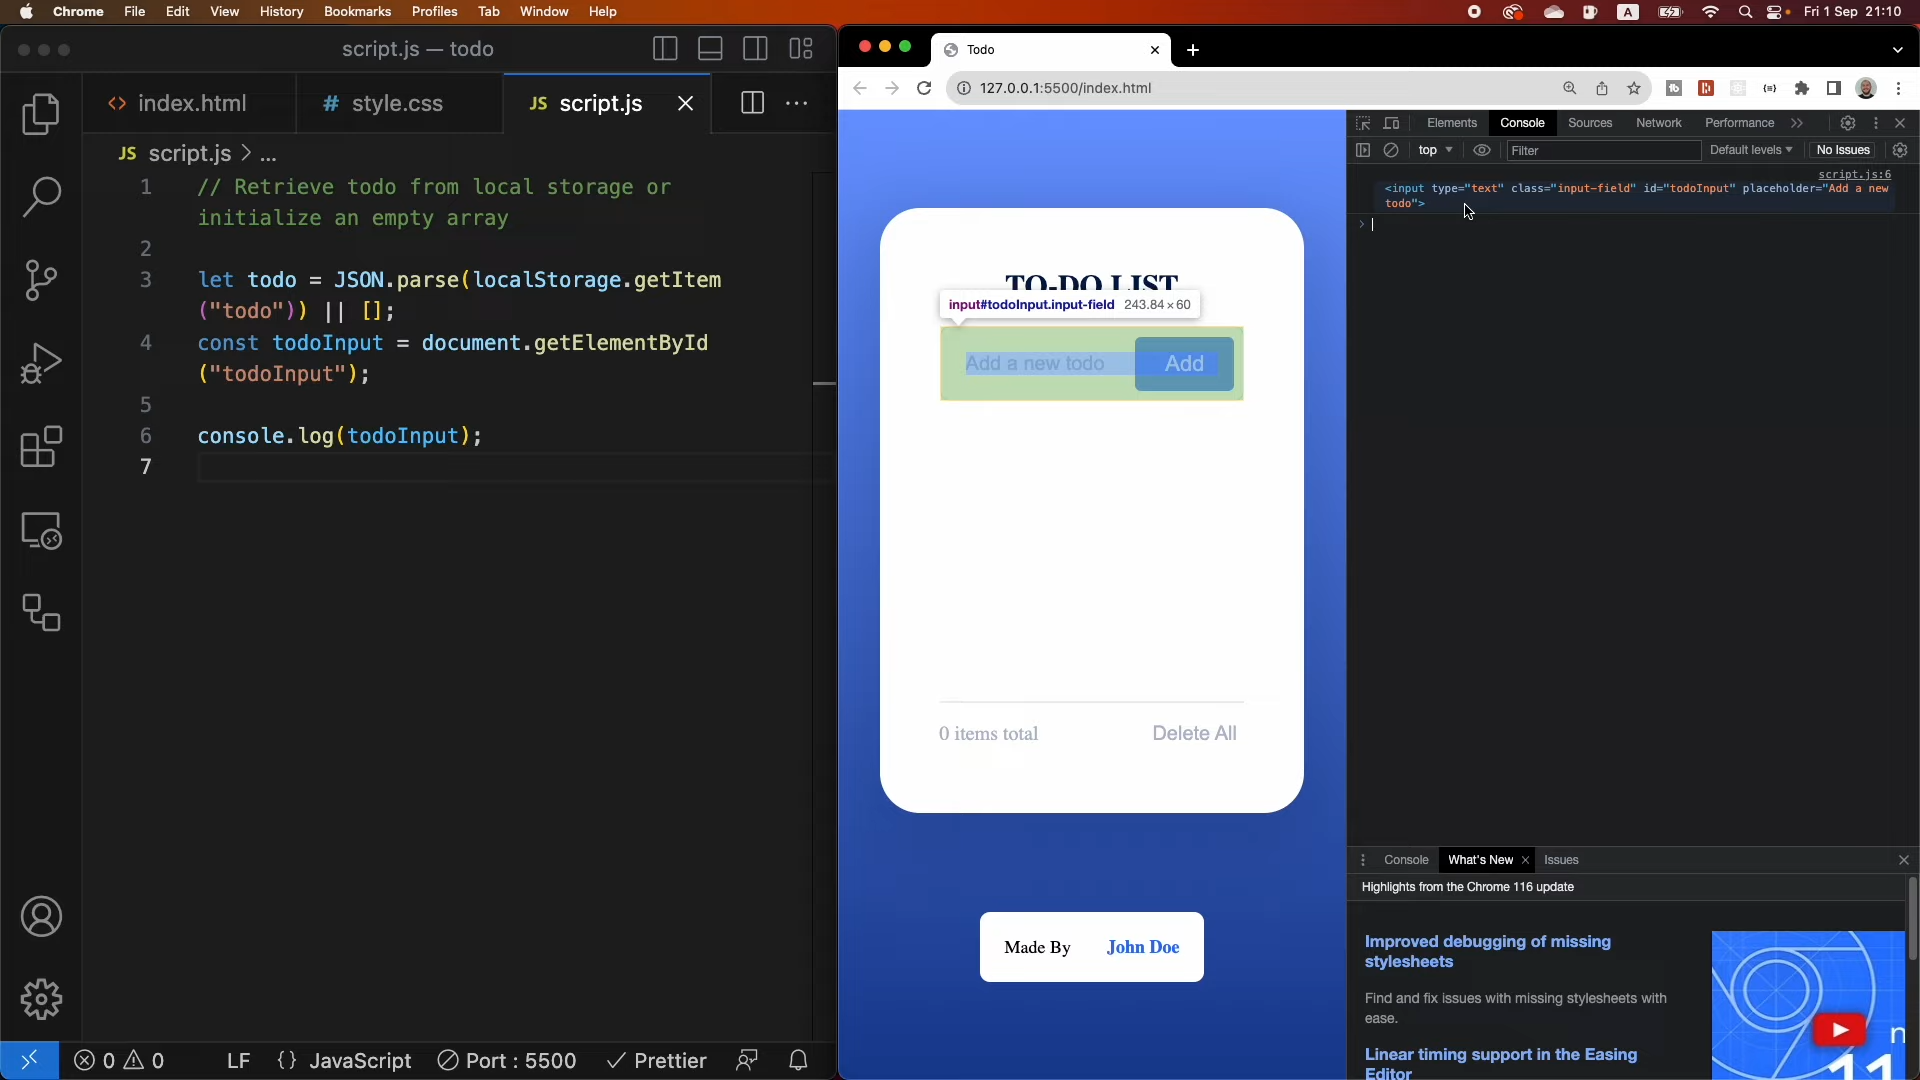 Chrome File Edit View History Bookmarks Profiles Tab Window Help
A
Fri 1 Sep 21:10
script.js — todo
<> index.html
# style.css
JS script.js
JS script.js > ...
1 // Retrieve todo from local storage or
initialize an empty array
2
3 let todo = JSON.parse(localStorage.getItem
("todo")) || [];
4 const todoInput = document.getElementById
("todoInput");
5
6 console.log(todoInput);
7
0 0
LF
{} JavaScript
Port : 5500
Prettier
Todo
127.0.0.1:5500/index.html
TO-DO LIST
input#todoInput.input-field 243.84×60
Add a new todo
Add
0 items total
Delete All
Made By John Doe
Elements Console Sources Network Performance
top
Filter
Default levels
No Issues
script.js:6
<input type="text" class="input-field" id="todoInput" placeholder="Add a new
todo">
Console What's New Issues
Highlights from the Chrome 116 update
Improved debugging of missing
stylesheets
Find and fix issues with missing stylesheets with
ease.
Linear timing support in the Easing
Editor
n
11